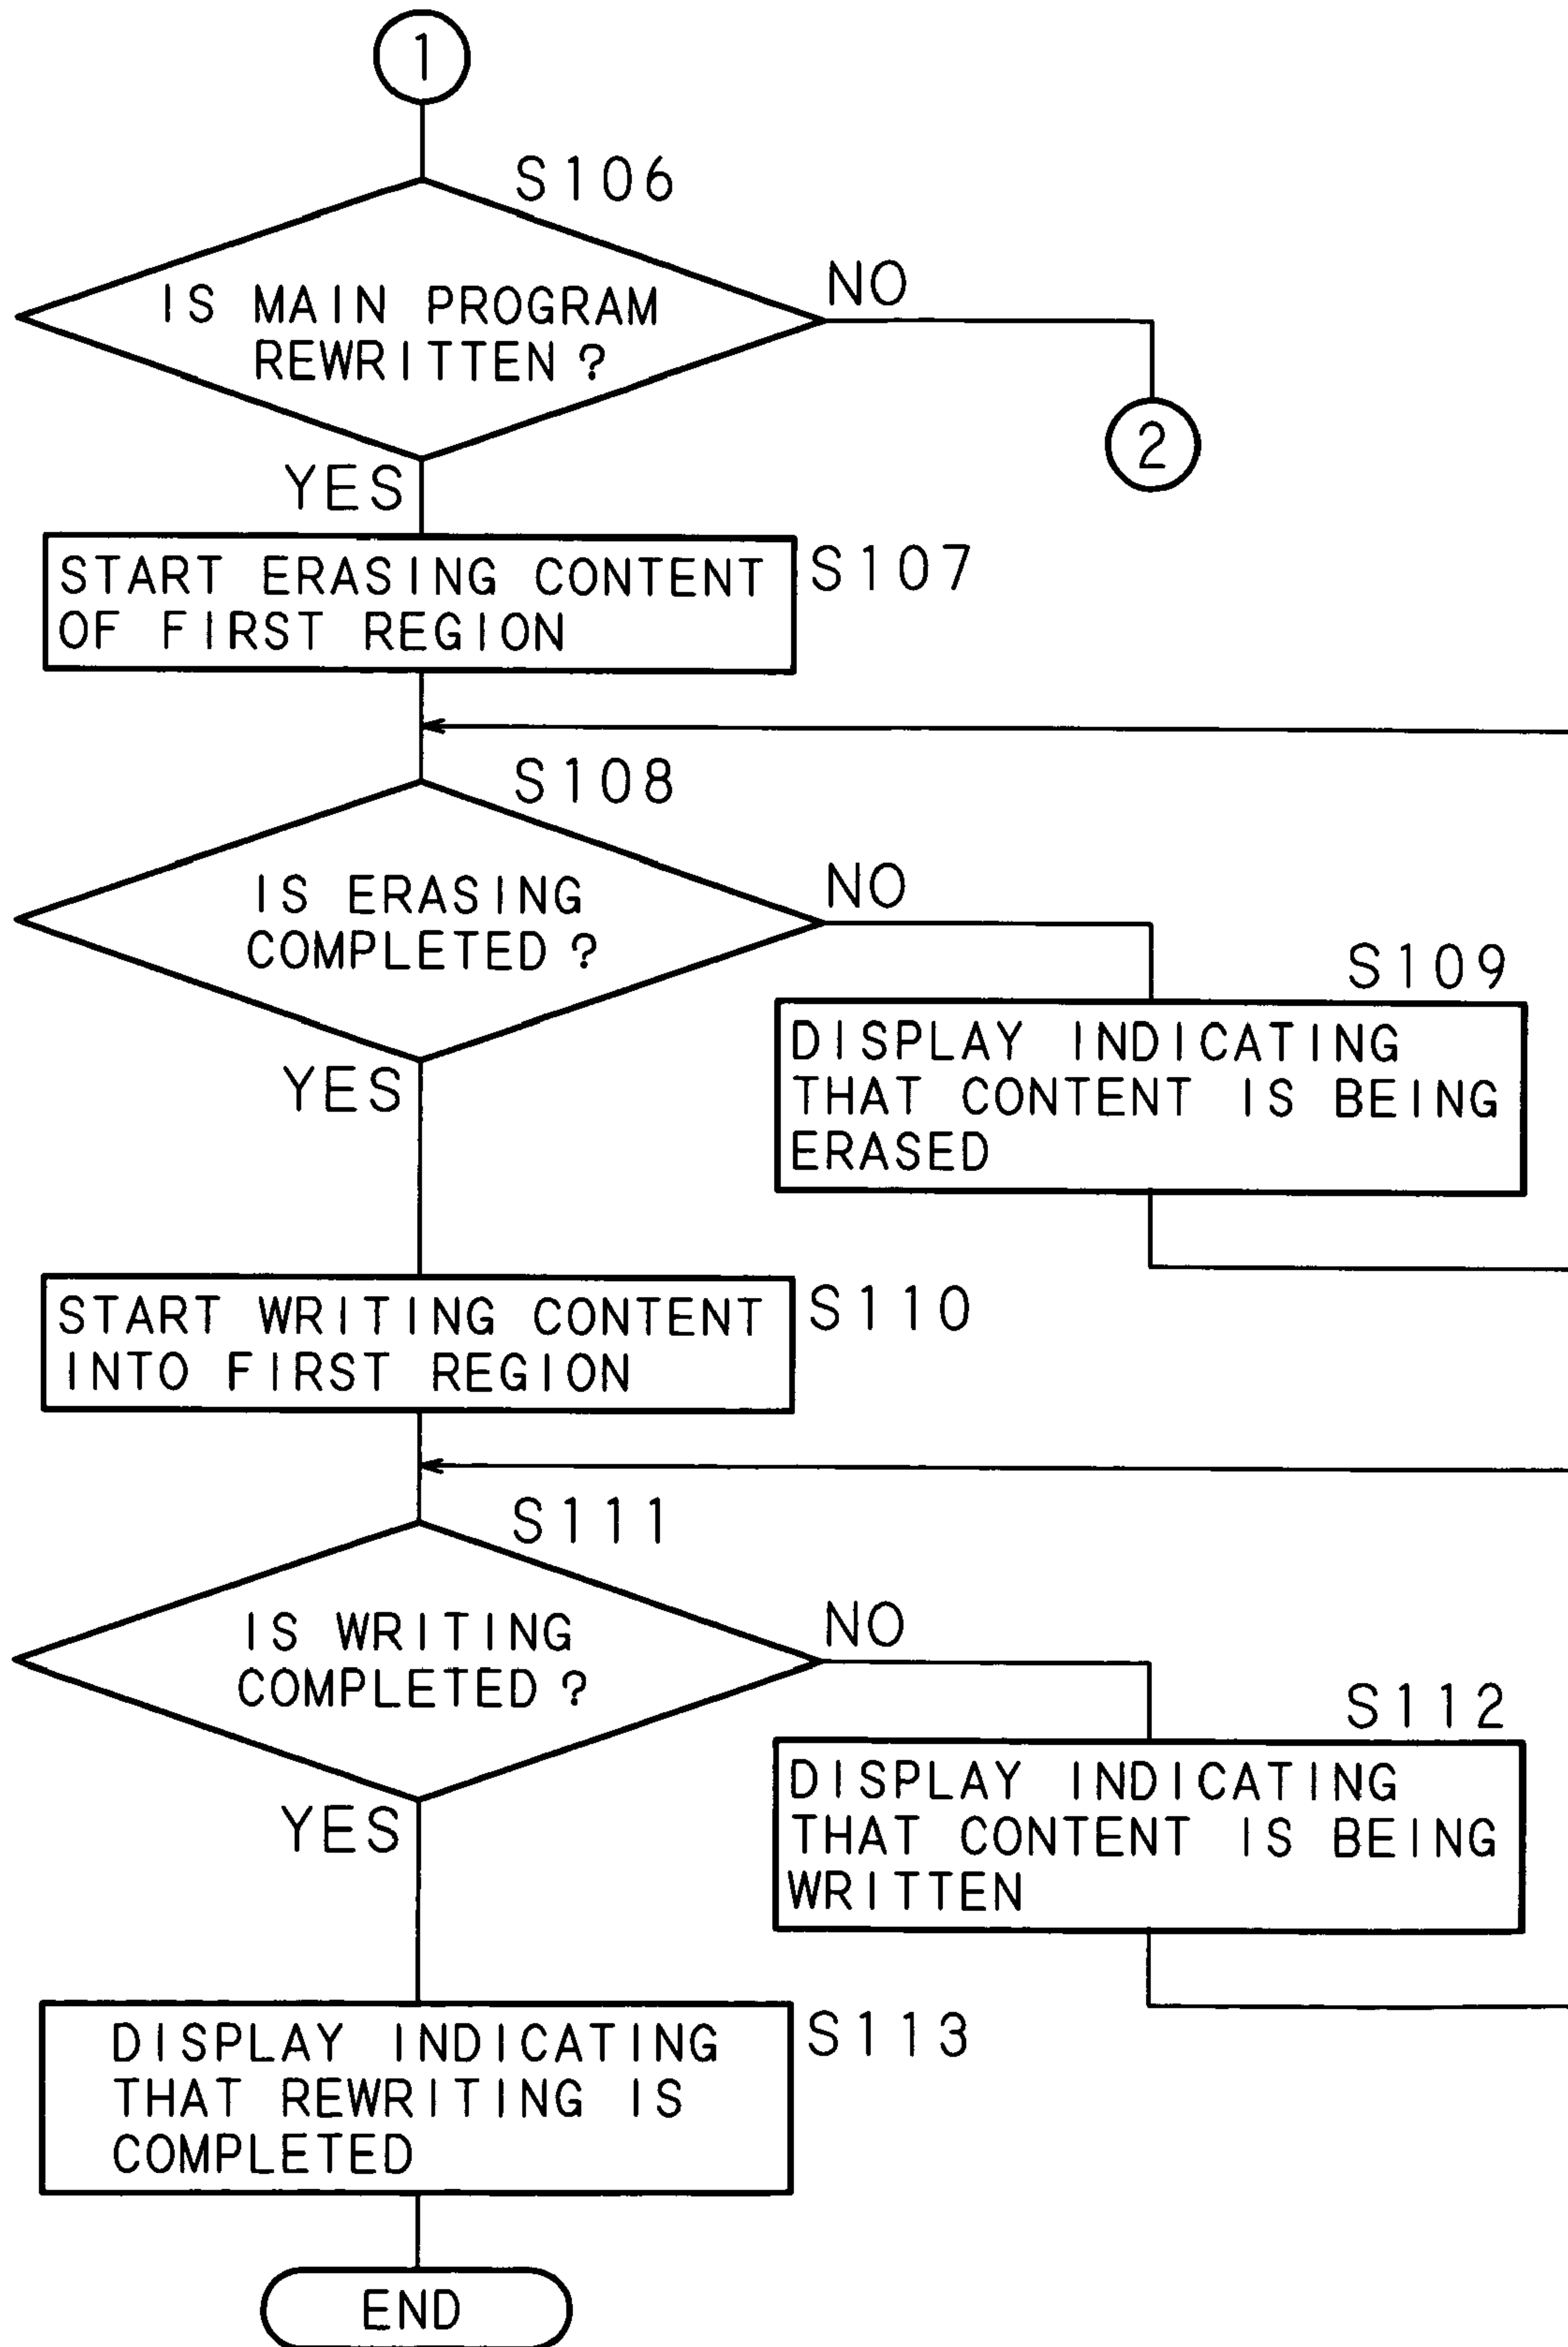 1
S106
IS MAIN PROGRAM
REWRITTEN?
NO
2
YES
START ERASING CONTENT
OF FIRST REGION
S107
S108
IS ERASING
COMPLETED?
NO
S109
DISPLAY INDICATING
THAT CONTENT IS BEING
ERASED
YES
START WRITING CONTENT
INTO FIRST REGION
S110
S111
IS WRITING
COMPLETED?
NO
S112
DISPLAY INDICATING
THAT CONTENT IS BEING
WRITTEN
YES
DISPLAY INDICATING
THAT REWRITING IS
COMPLETED
S113
END